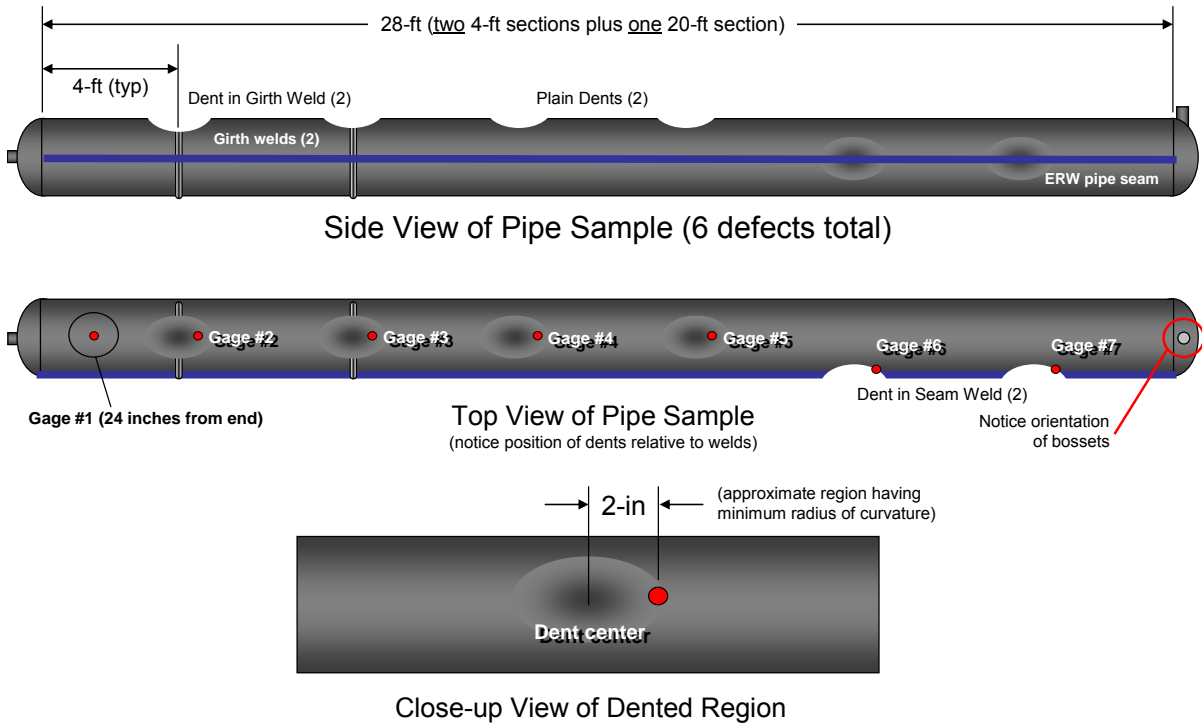 28-ft (two 4-ft sections plus one 20-ft section)
4-ft (typ)
Dent in Girth Weld (2)
Plain Dents (2)
Girth welds (2)
ERW pipe seam
Side View of Pipe Sample (6 defects total)
Gage #2
Gage #3
Gage #4
Gage #5
Gage #6
Gage #7
Dent in Seam Weld (2)
Gage #1 (24 inches from end)
Top View of Pipe Sample
(notice position of dents relative to welds)
Notice orientation
of bossets
2-in
(approximate region having
minimum radius of curvature)
Dent center
Close-up View of Dented Region